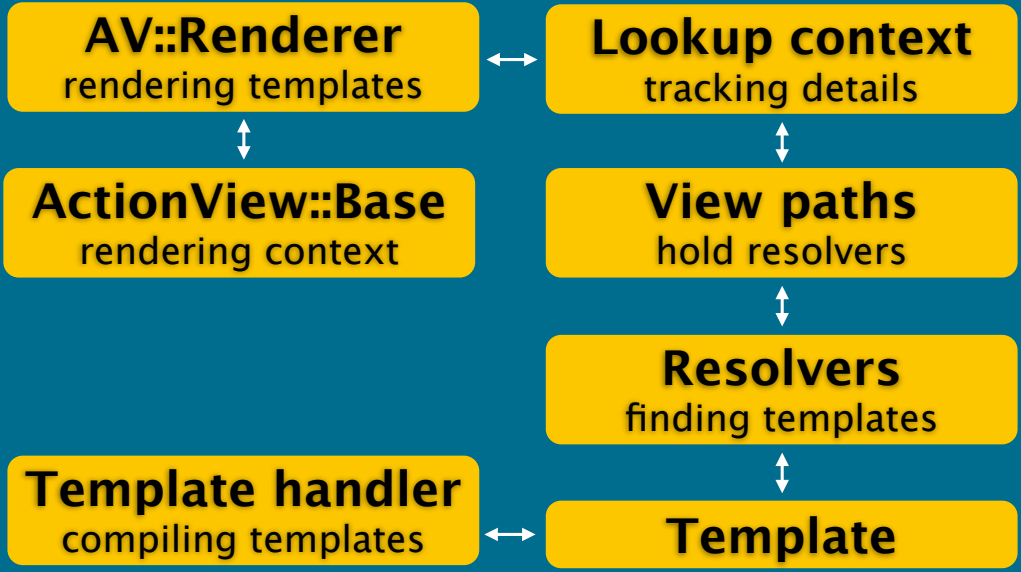 AV::Renderer
rendering templates
Lookup context
tracking details
ActionView::Base
rendering context
View paths
hold resolvers
Resolvers
finding templates
Template handler
compiling templates
Template